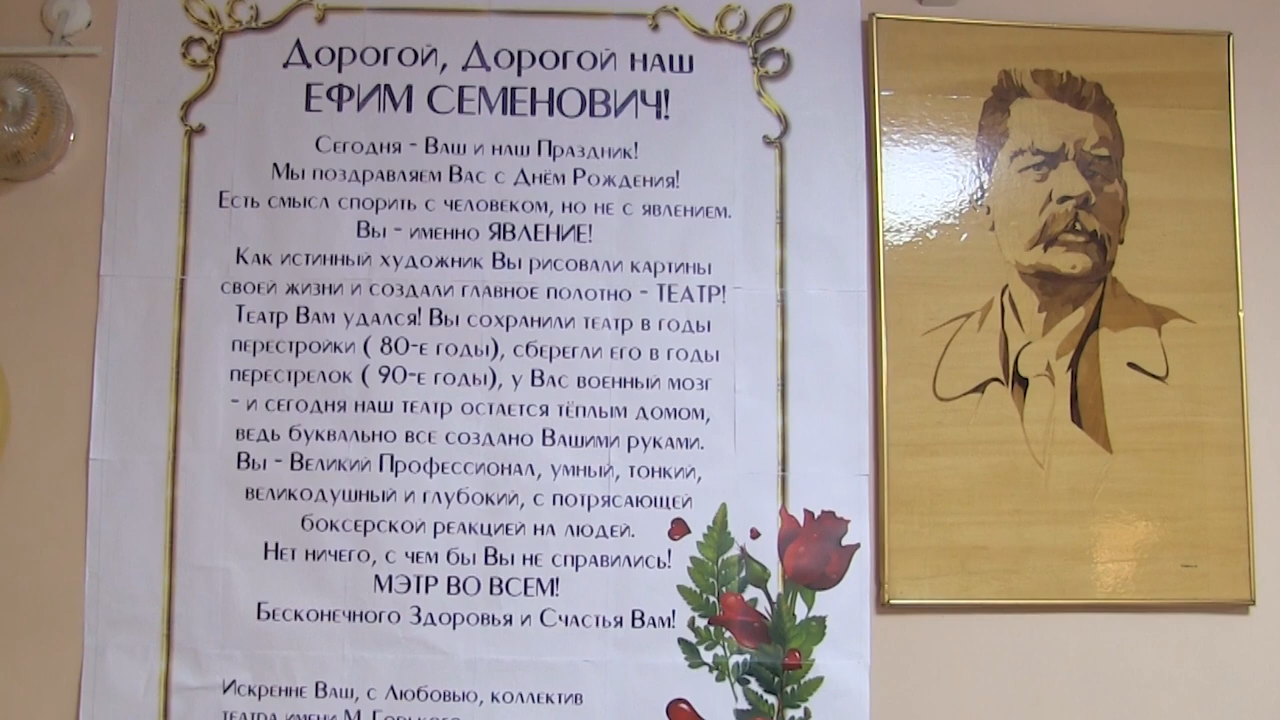 Дорогой, Дорогой наш
ЕФИМ СЕМЕНОВИЧ!
Сегодня - Ваш и наш Праздник!
Мы поздравляем Вас с Днём Рождения!
Есть смысл спорить с человеком, но не с явлением.
Вы - именно ЯВЛЕНИЕ!
Как истинный художник Вы рисовали картины
своей жизни и создали главное полотно - ТЕАТР!
Театр Вам удался! Вы сохранили театр в годы
перестройки ( 80-е годы), сберегли его в годы
перестрелок ( 90-е годы), у Вас военный мозг
- и сегодня наш театр остается тёплым домом,
ведь буквально все создано Вашими руками.
Вы - Великий Профессионал, умный, тонкий,
великодушный и глубокий, с потрясающей
боксерской реакцией на людей.
Нет ничего, с чем бы Вы не справились!
МЭТР ВО ВСЕМ!
Бесконечного Здоровья и Счастья Вам!
Искренне Ваш, с Любовью, коллектив
театра имени М. Горького